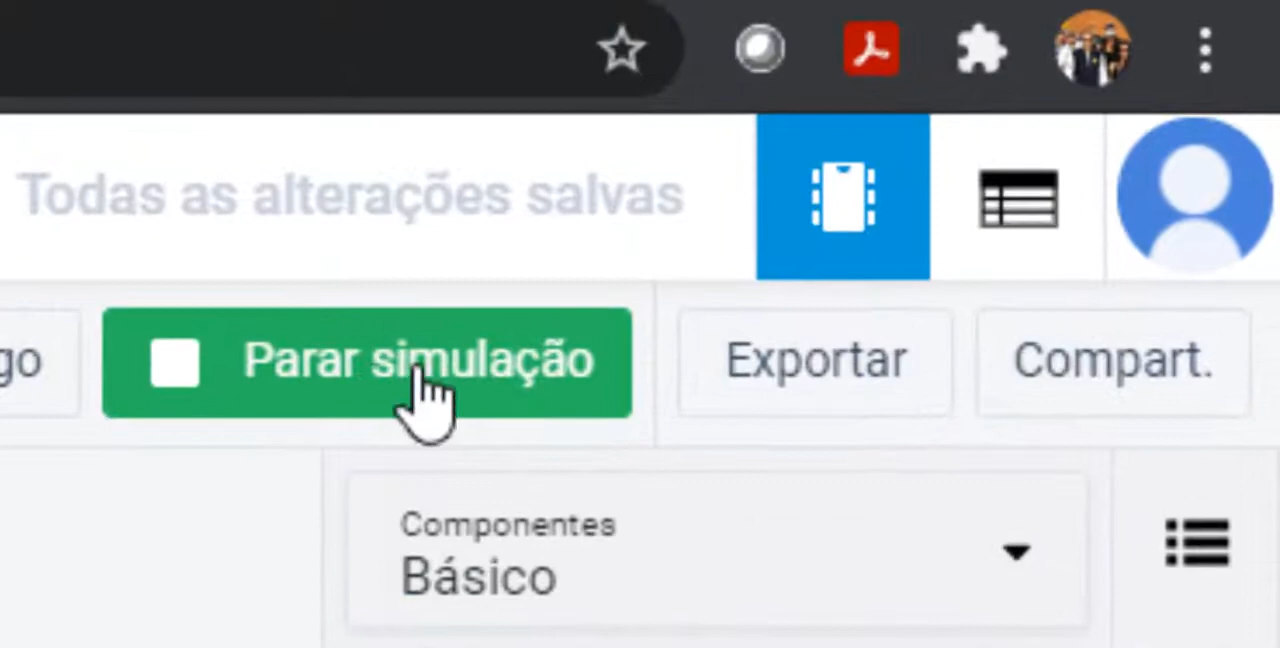 Todas as alterações salvas
go
Parar simulação
Exportar
Compart.
Componentes
Básico